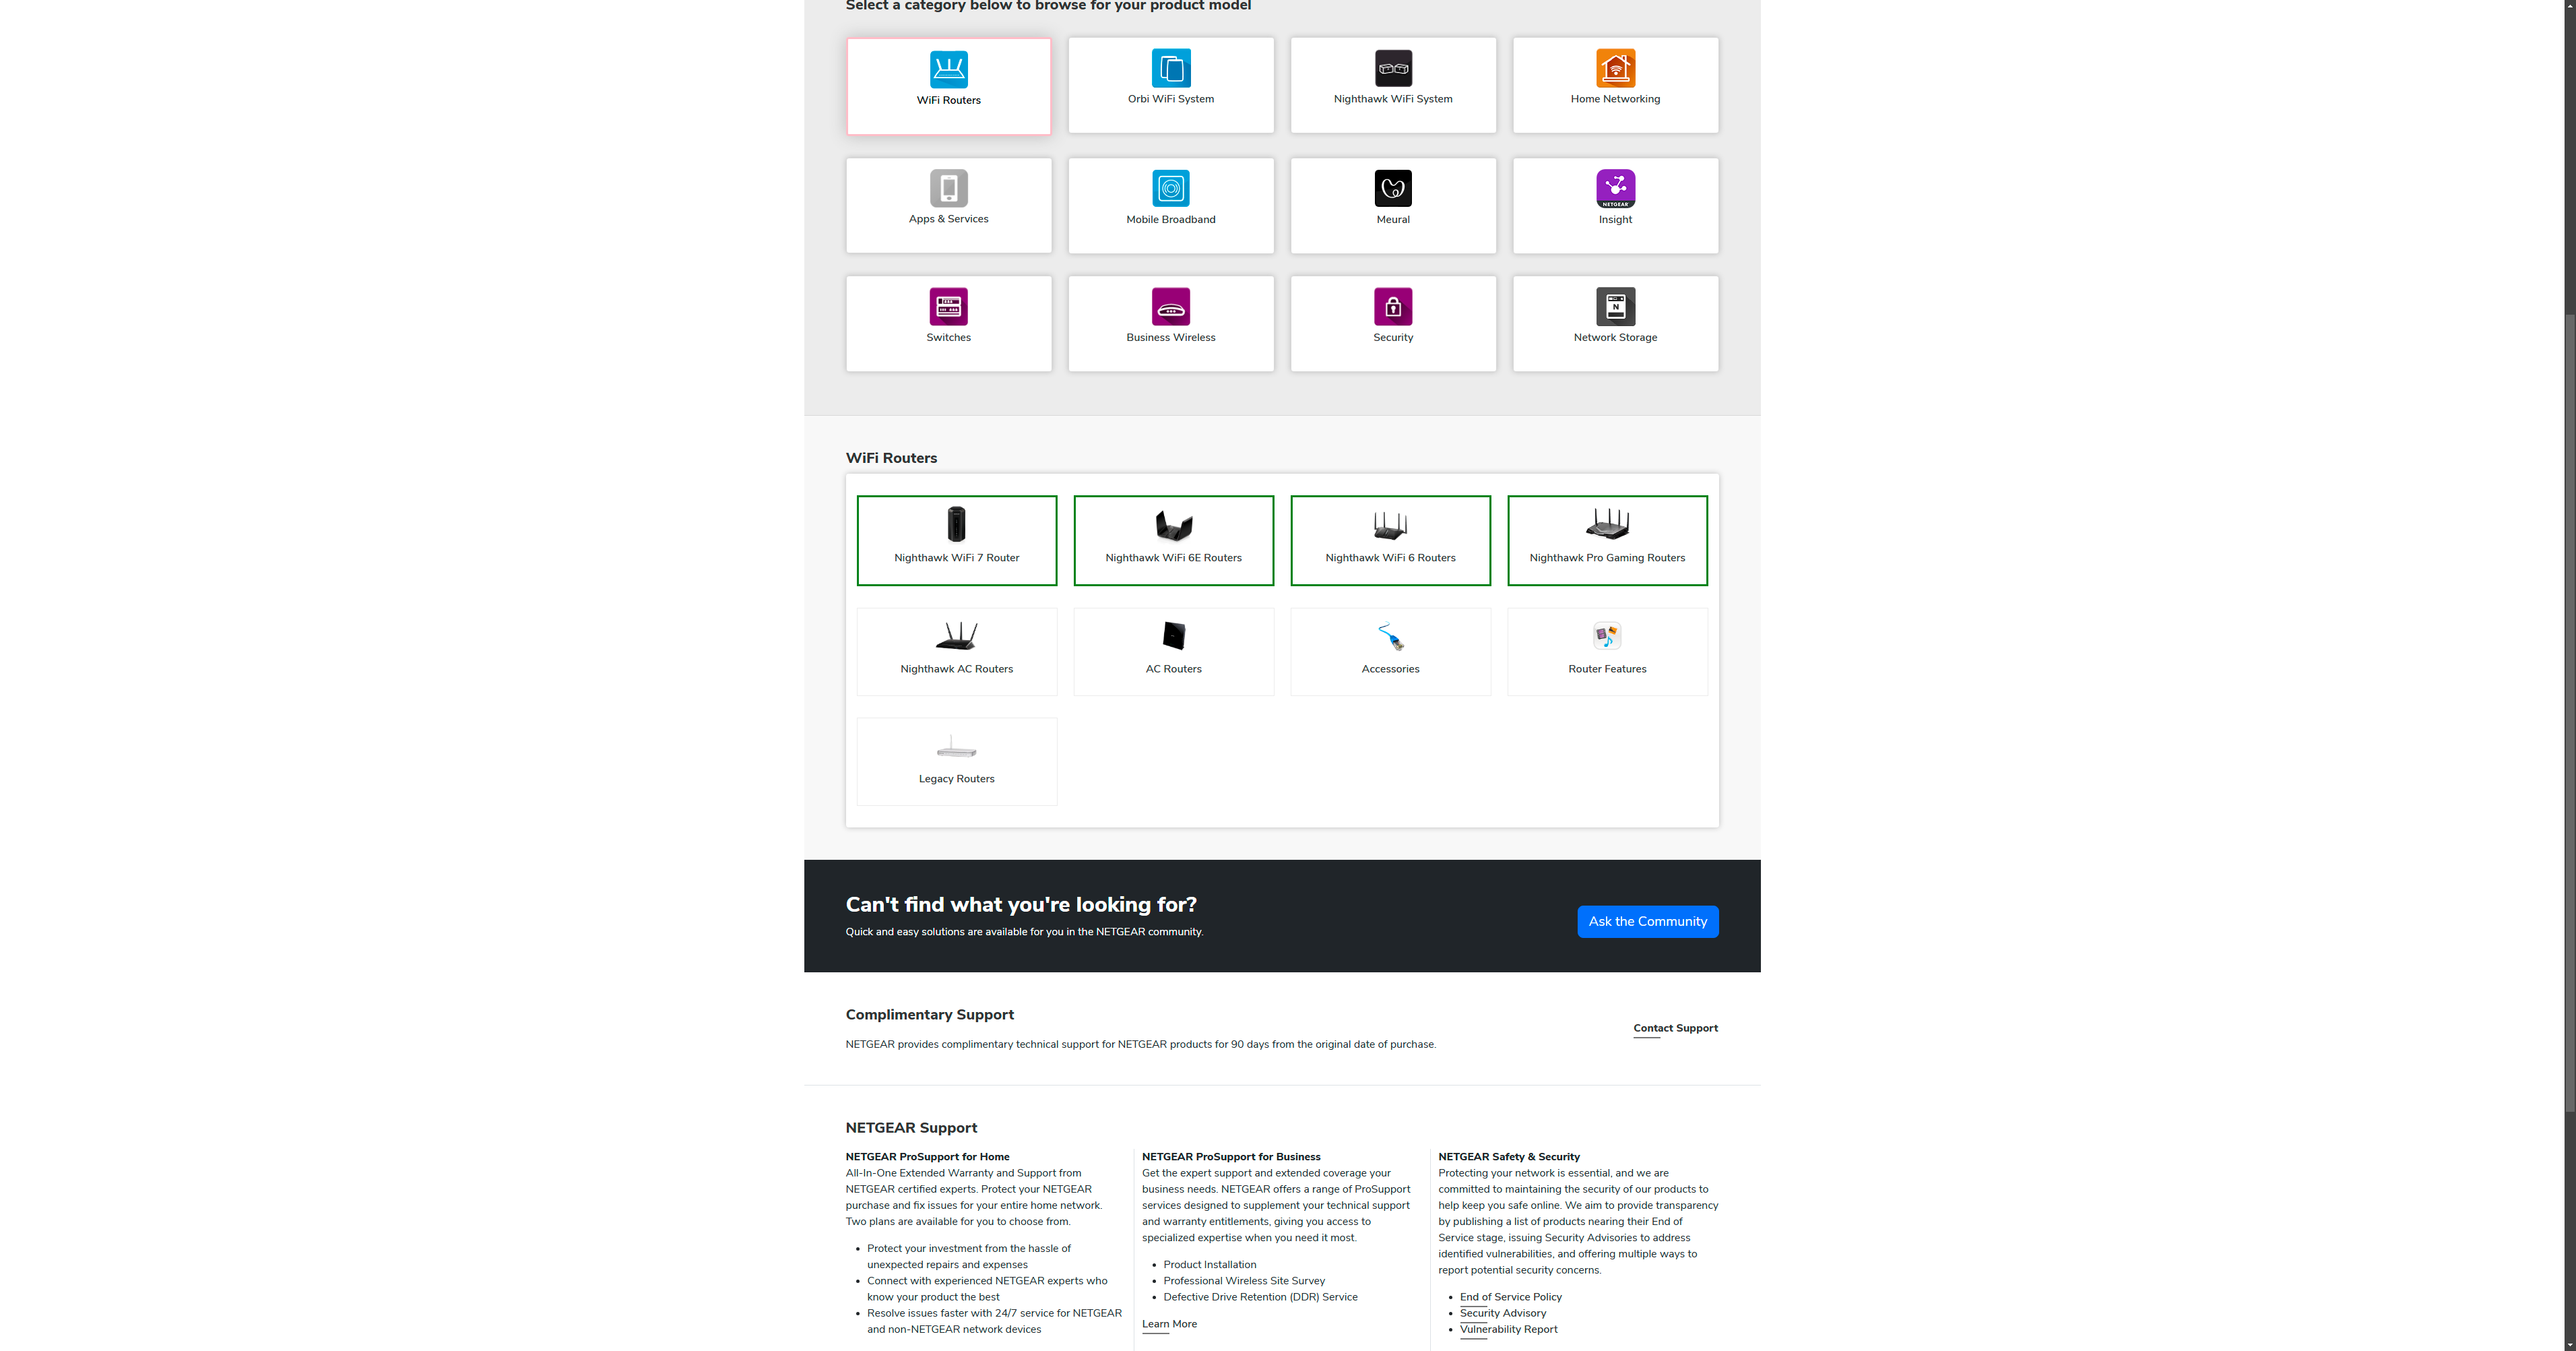 Select a category below to browse for your product model
WiFi Routers
Orbi WiFi System
Nighthawk WiFi System
Home Networking
Apps & Services
Mobile Broadband
Meural
NETGEAR
Insight
Switches
Business Wireless
Security
N
Network Storage
WiFi Routers
Nighthawk WiFi 7 Router
Nighthawk WiFi 6E Routers
Nighthawk WiFi 6 Routers
Nighthawk Pro Gaming Routers
Nighthawk AC Routers
AC Routers
Accessories
Router Features
Legacy Routers
Can't find what you're looking for?
Quick and easy solutions are available for you in the NETGEAR community.
Ask the Community
Complimentary Support
NETGEAR provides complimentary technical support for NETGEAR products for 90 days from the original date of purchase.
Contact Support
NETGEAR Support
NETGEAR ProSupport for Home
All-In-One Extended Warranty and Support from
NETGEAR certified experts. Protect your NETGEAR
purchase and fix issues for your entire home network.
Two plans are available for you to choose from.
• Protect your investment from the hassle of
unexpected repairs and expenses
• Connect with experienced NETGEAR experts who
know your product the best
• Resolve issues faster with 24/7 service for NETGEAR
and non-NETGEAR network devices
NETGEAR ProSupport for Business
Get the expert support and extended coverage your
business needs. NETGEAR offers a range of ProSupport
services designed to supplement your technical support
and warranty entitlements, giving you access to
specialized expertise when you need it most.
• Product Installation
• Professional Wireless Site Survey
• Defective Drive Retention (DDR) Service
Learn More
NETGEAR Safety & Security
Protecting your network is essential, and we are
committed to maintaining the security of our products to
help keep you safe online. We aim to provide transparency
by publishing a list of products nearing their End of
Service stage, issuing Security Advisories to address
identified vulnerabilities, and offering multiple ways to
report potential security concerns.
• End of Service Policy
• Security Advisory
• Vulnerability Report